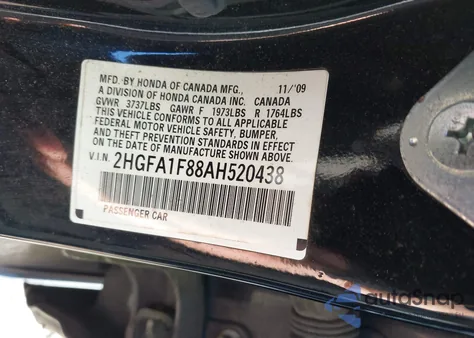 MFD. BY HONDA OF CANADA MFG., 11/'09
A DIVISION OF HONDA CANADA INC. CANADA
GVWR 3737LBS GAWR F 1973LBS R 1764LBS
THIS VEHICLE CONFORMS TO ALL APPLICABLE
FEDERAL MOTOR VEHICLE SAFETY, BUMPER,
AND THEFT PREVENTION STANDARDS IN EFFECT
ON THE DATE OF MANUFACTURE SHOWN ABOVE.
V.I.N. 2HGFA1F88AH520438
PASSENGER CAR
autoSnap